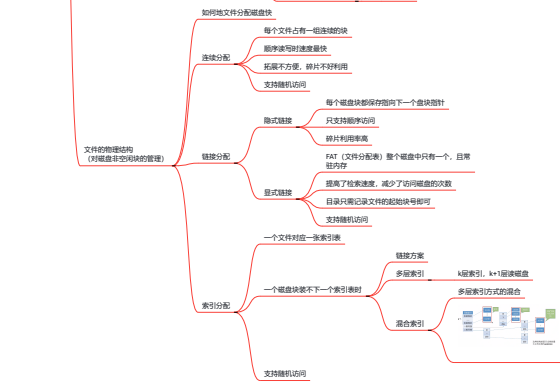 如何地文件分配磁盘快
连续分配
每个文件占有一组连续的块
顺序读写时速度最快
拓展不方便，碎片不好利用
支持随机访问
文件的物理结构
（对磁盘非空闲块的管理）
链接分配
隐式链接
每个磁盘块都保存指向下一个盘块指针
只支持顺序访问
碎片利用率高
显式链接
FAT（文件分配表）整个磁盘中只有一个，且常
驻内存
提高了检索速度，减少了访问磁盘的次数
目录只需记录文件的起始块号即可
支持随机访问
索引分配
一个文件对应一张索引表
一个磁盘块装不下一个索引表时
链接方案
多层索引
k层索引，k+1层读磁盘
混合索引
多层索引方式的混合
支持随机访问